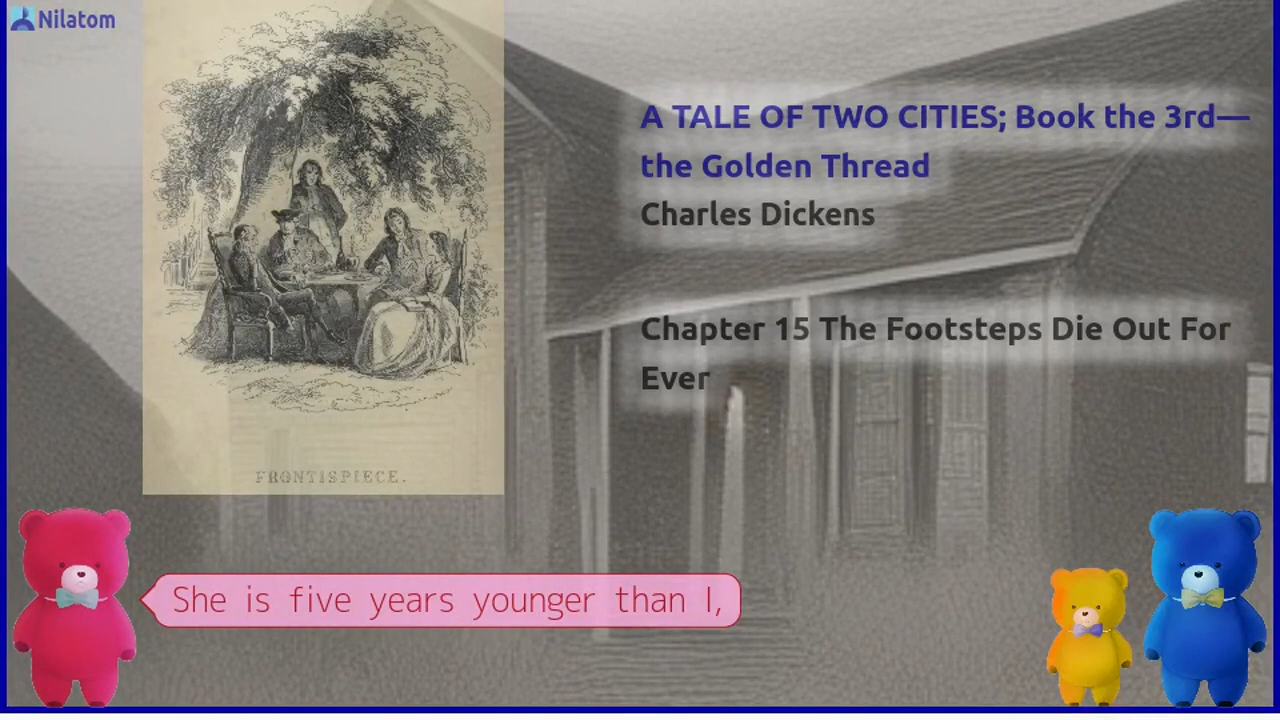 Nilatom
A TALE OF TWO CITIES; Book the 3rd—
the Golden Thread
Charles Dickens
Chapter 15 The Footsteps Die Out For
Ever
FRONTISPIECE.
She is five years younger than I,